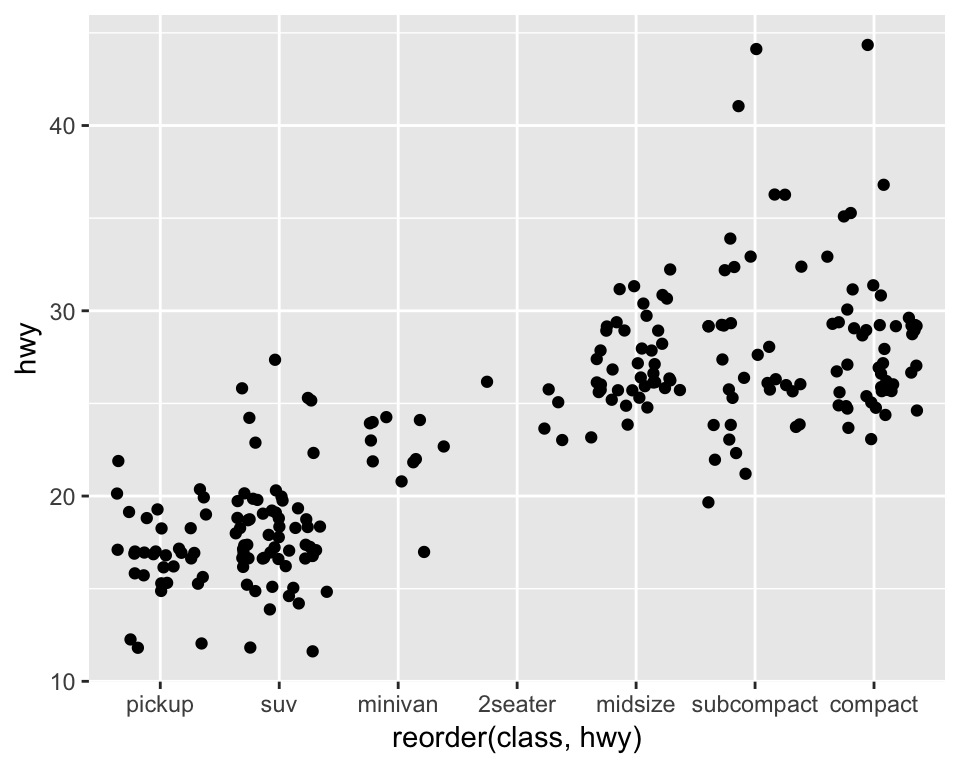 hwy
40
30
20
10
pickup suv minivan 2seater midsize subcompact compact
reorder(class, hwy)